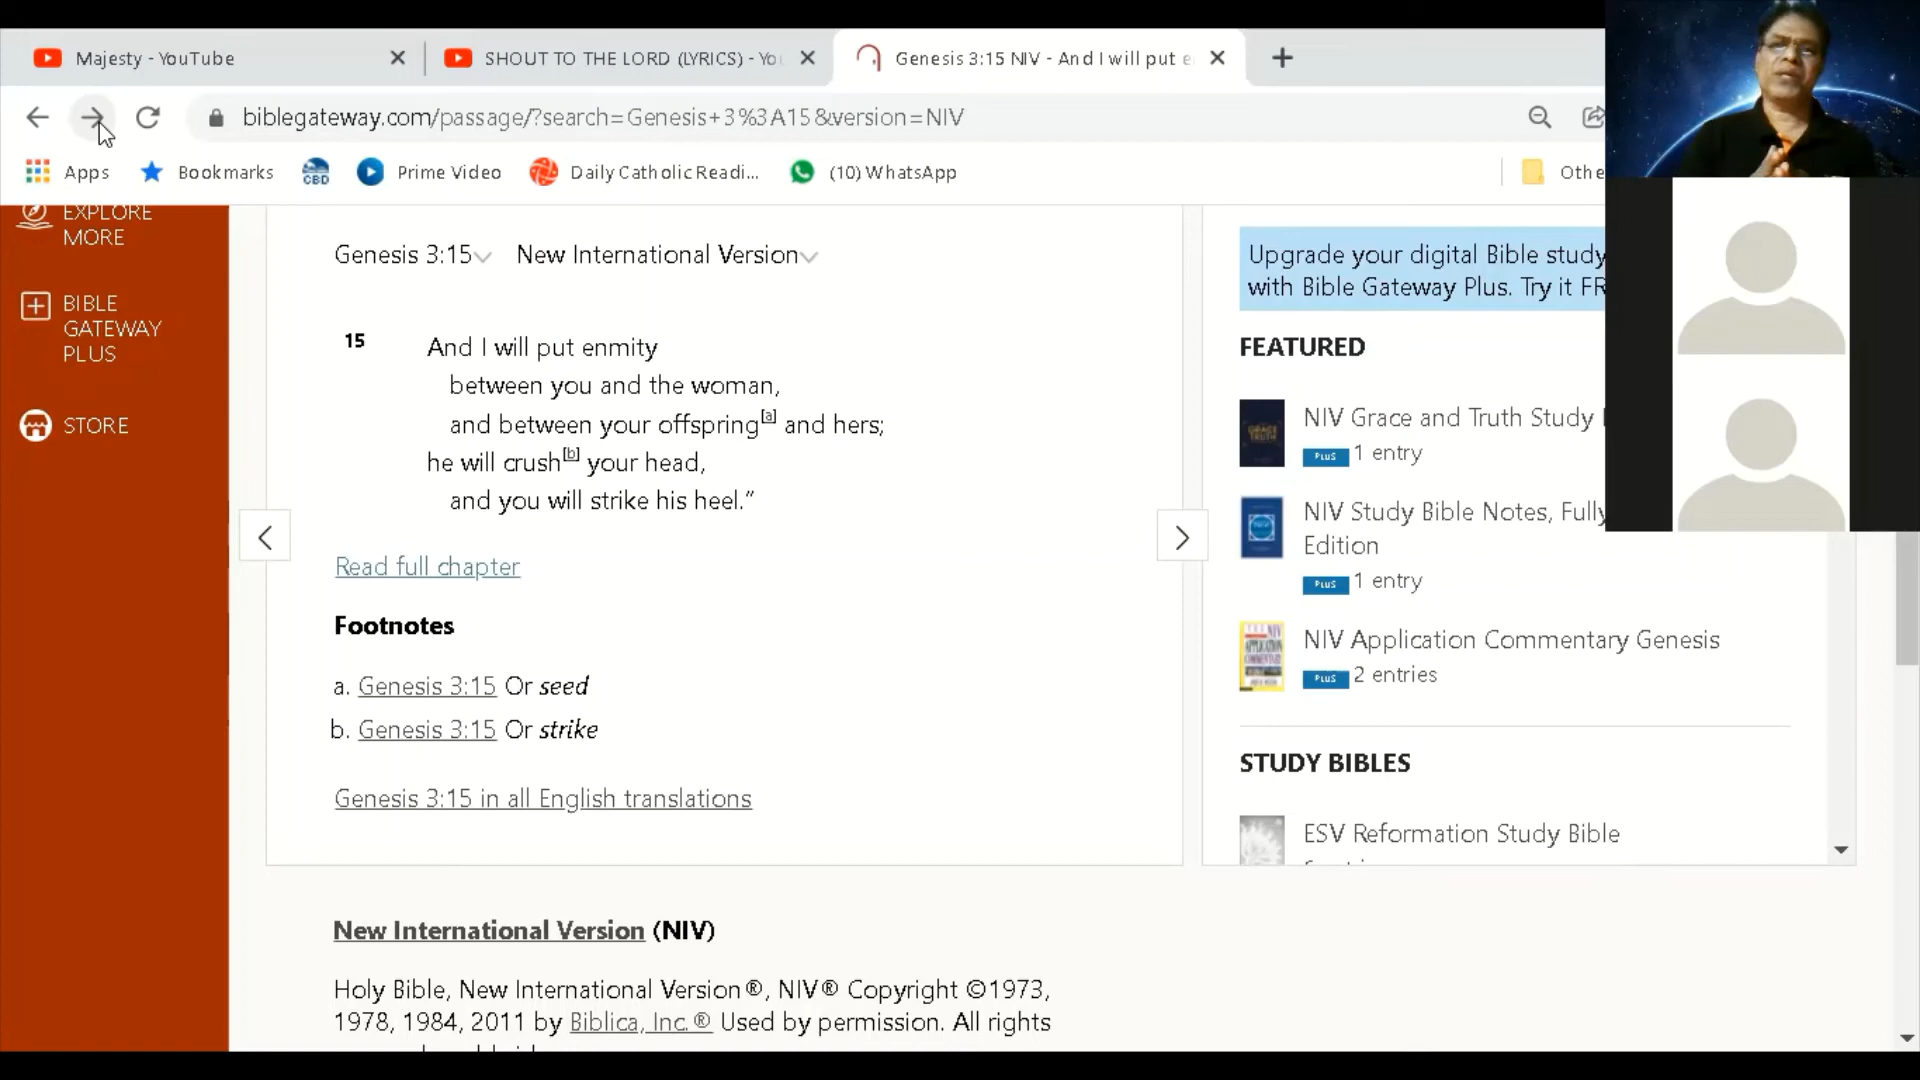 Majesty - YouTube
SHOUT TO THE LORD (LYRICS) - Yo
Genesis 3:15 NIV - And I will put e
biblegateway.com/passage/?search=Genesis+3%3A15&version=NIV
Apps
Bookmarks
CBD
Prime Video
Daily Catholic Readi...
(10) WhatsApp
Othe
EXPLORE
MORE
BIBLE
GATEWAY
PLUS
STORE
Genesis 3:15
New International Version
15 And I will put enmity
between you and the woman,
and between your offspring[a] and hers;
he will crush[b] your head,
and you will strike his heel.”
Read full chapter
Footnotes
a. Genesis 3:15 Or seed
b. Genesis 3:15 Or strike
Genesis 3:15 in all English translations
Upgrade your digital Bible study
with Bible Gateway Plus. Try it FR
FEATURED
NIV Grace and Truth Study
PLUS 1 entry
NIV Study Bible Notes, Fully
Edition
PLUS 1 entry
NIV Application Commentary Genesis
PLUS 2 entries
STUDY BIBLES
ESV Reformation Study Bible
New International Version (NIV)
Holy Bible, New International Version®, NIV® Copyright ©1973,
1978, 1984, 2011 by Biblica, Inc.® Used by permission. All rights